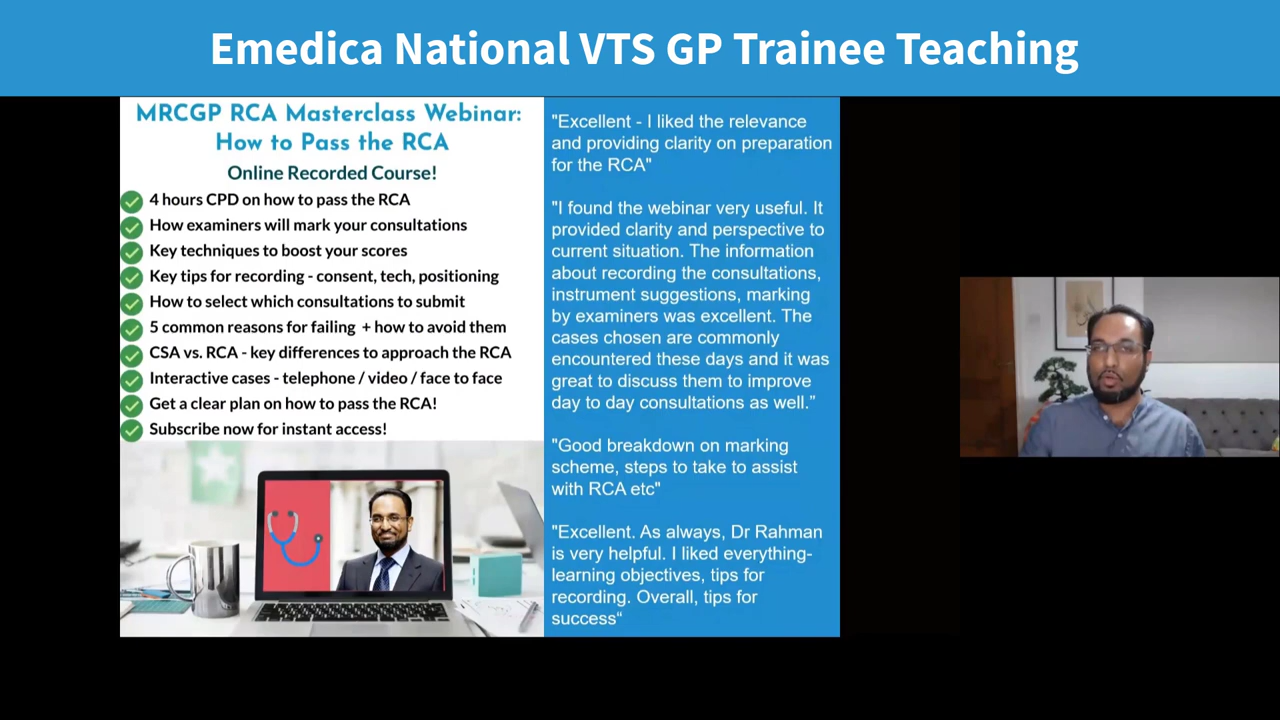 Emedica National VTS GP Trainee Teaching
MRCGP RCA Masterclass Webinar:
How to Pass the RCA
Online Recorded Course!
4 hours CPD on how to pass the RCA
How examiners will mark your consultations
Key techniques to boost your scores
Key tips for recording - consent, tech, positioning
How to select which consultations to submit
5 common reasons for failing + how to avoid them
CSA vs. RCA - key differences to approach the RCA
Interactive cases - telephone / video / face to face
Get a clear plan on how to pass the RCA!
Subscribe now for instant access!
"Excellent - I liked the relevance
and providing clarity on preparation
for the RCA"
"I found the webinar very useful. It
provided clarity and perspective to
current situation. The information
about recording the consultations,
instrument suggestions, marking
by examiners was excellent. The
cases chosen are commonly
encountered these days and it was
great to discuss them to improve
day to day consultations as well.”
"Good breakdown on marking
scheme, steps to take to assist
with RCA etc"
"Excellent. As always, Dr Rahman
is very helpful. I liked everything-
learning objectives, tips for
recording. Overall, tips for
success“